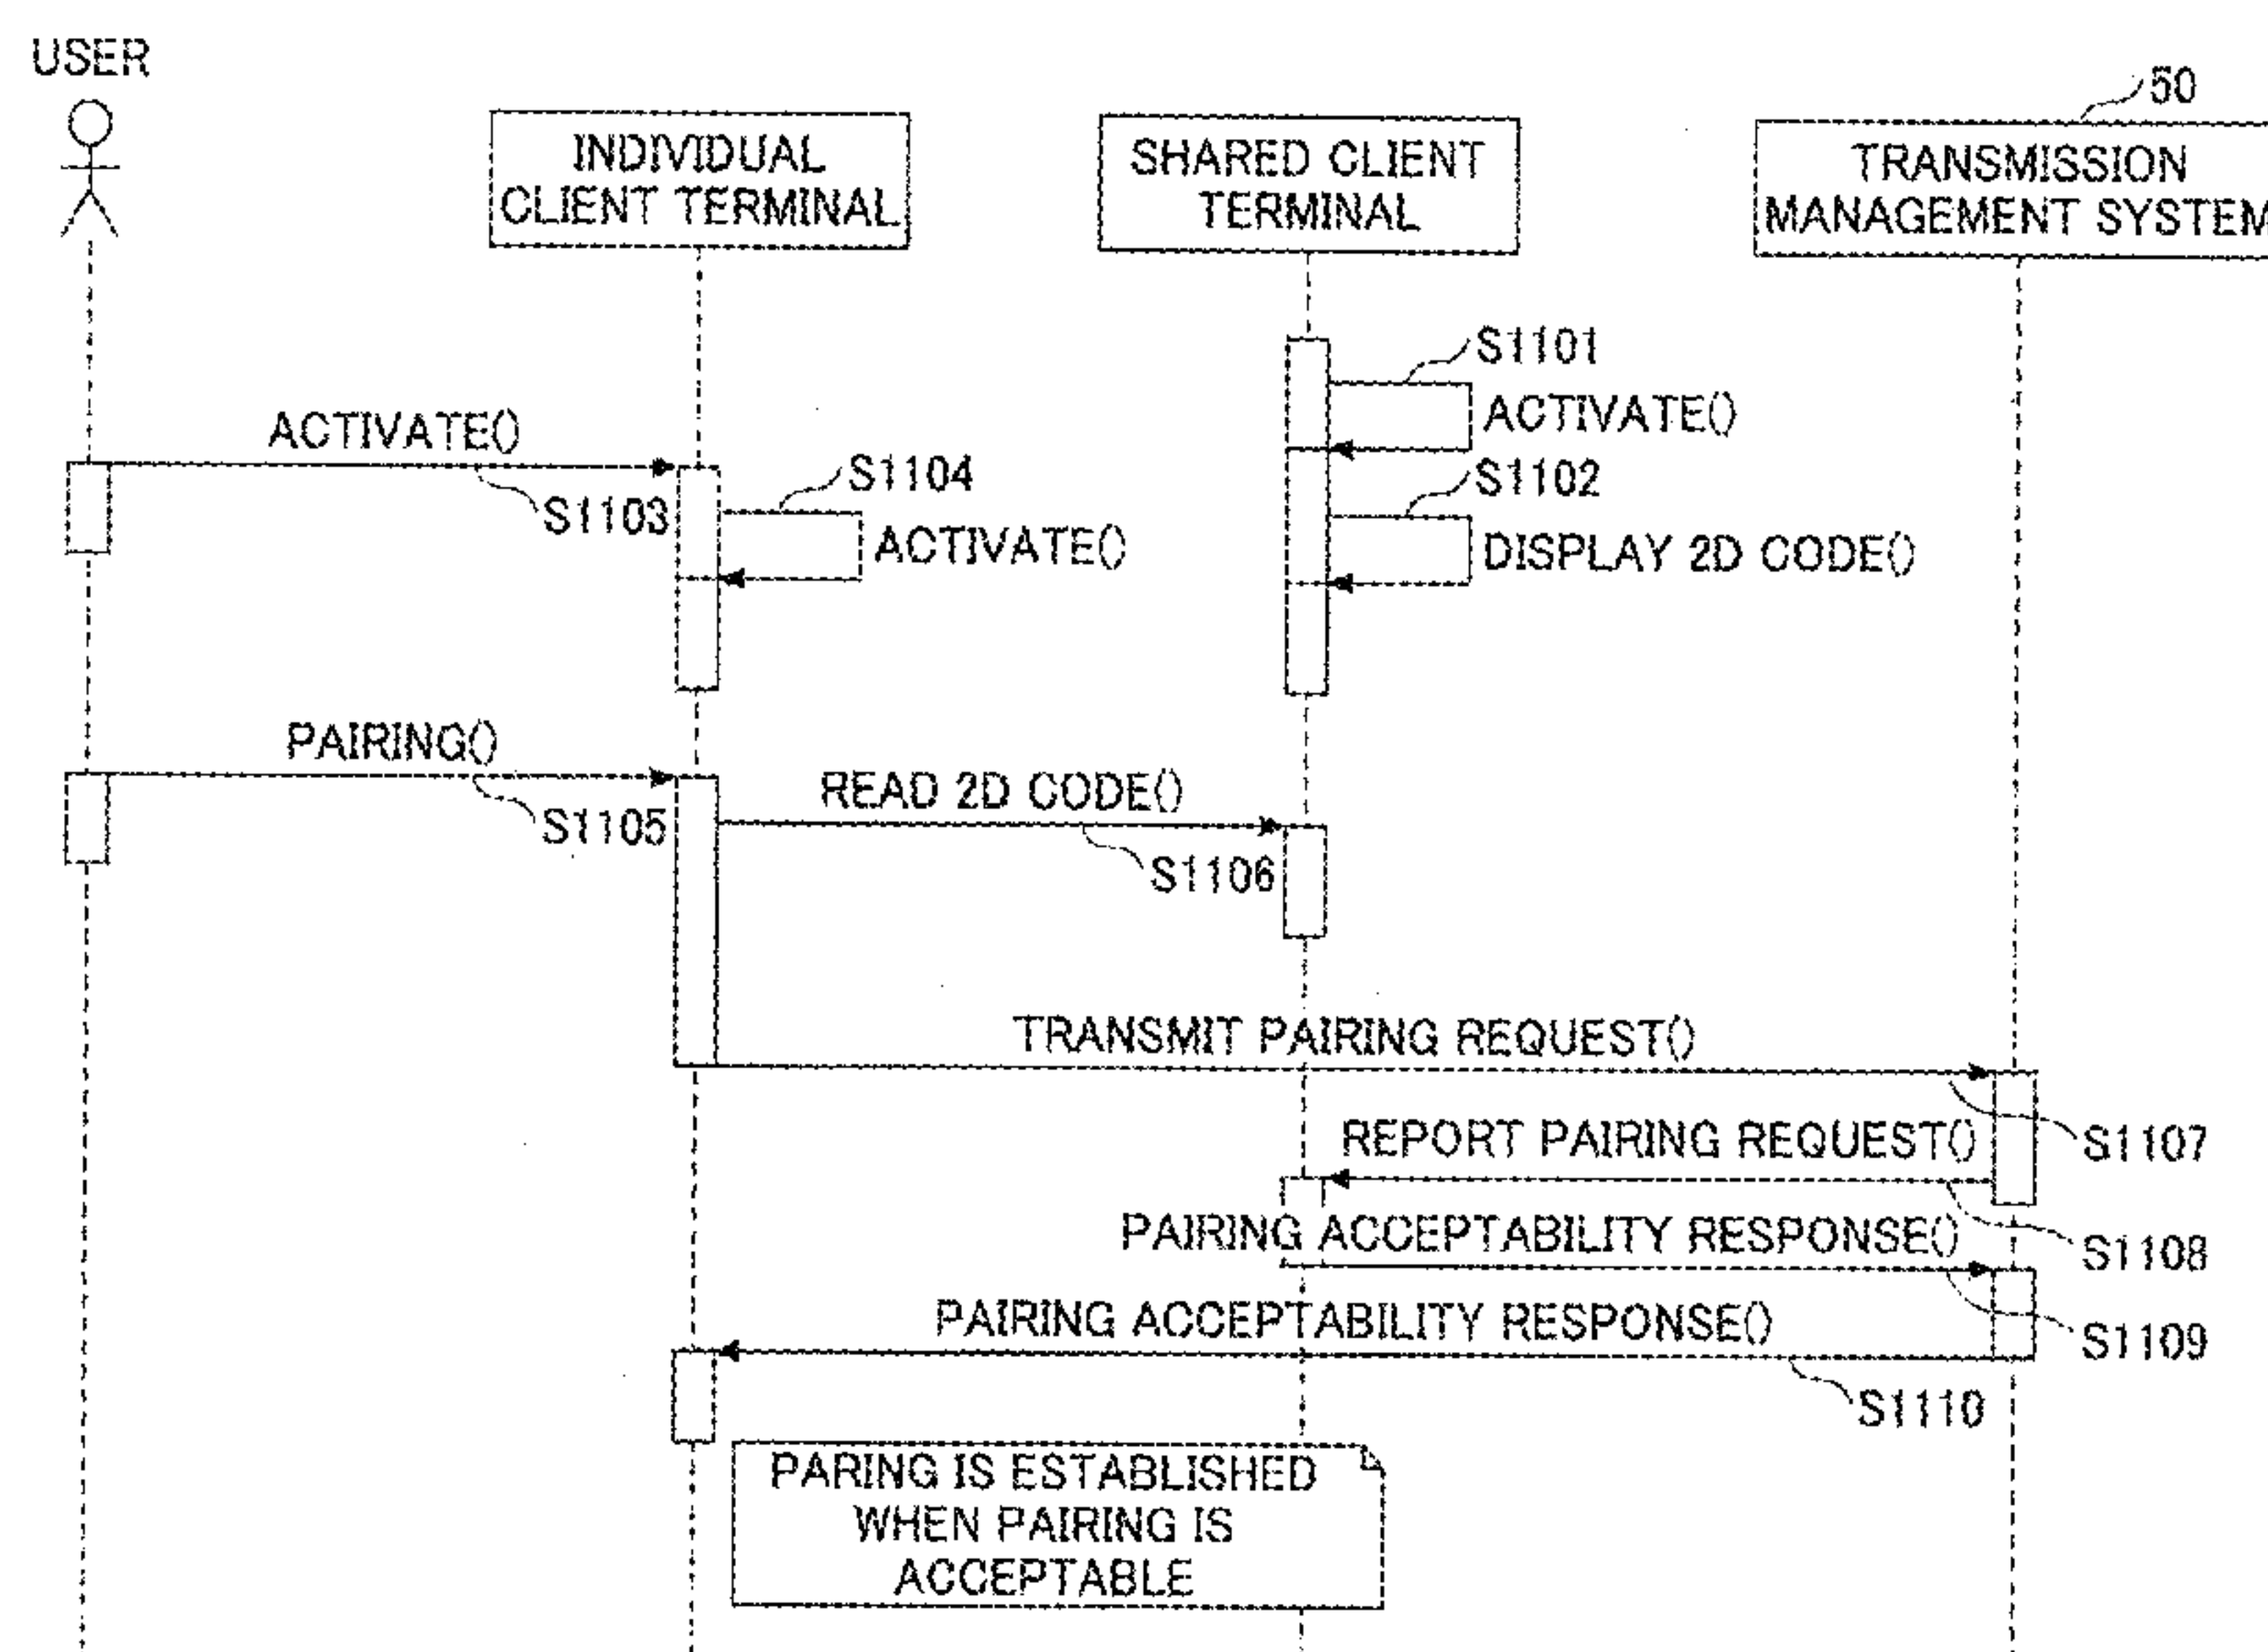 USER
50
INDIVIDUAL
CLIENT TERMINAL
SHARED CLIENT
TERMINAL
TRANSMISSION
MANAGEMENT SYSTEM
S1101
ACTIVATE()
ACTIVATE()
S1103
S1104
ACTIVATE()
S1102
DISPLAY 2D CODE()
PAIRING()
S1105
READ 2D CODE()
S1106
TRANSMIT PAIRING REQUEST()
S1107
REPORT PAIRING REQUEST()
S1108
PAIRING ACCEPTABILITY RESPONSE()
S1109
PAIRING ACCEPTABILITY RESPONSE()
S1110
PARING IS ESTABLISHED
WHEN PAIRING IS
ACCEPTABLE